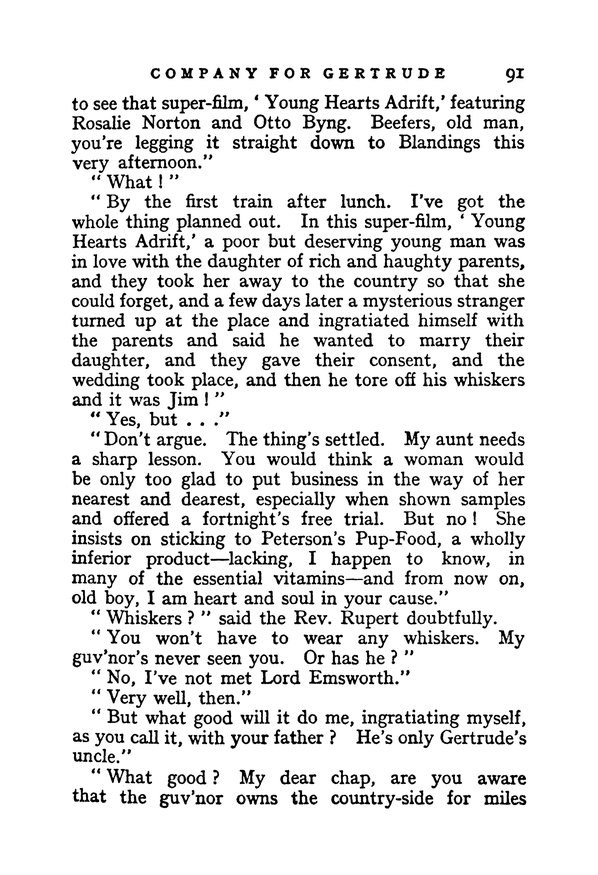 COMPANY FOR GERTRUDE 91
to see that super-film, ‘ Young Hearts Adrift,’ featuring
Rosalie Norton and Otto Byng. Beefers, old man,
you're legging it straight down to Blandings this
very afternoon.”
“ What ! ”
“ By the first train after lunch. I've got the
whole thing planned out. In this super-film, ‘ Young
Hearts Adrift,’ a poor but deserving young man was
in love with the daughter of rich and haughty parents,
and they took her away to the country so that she
could forget, and a few days later a mysterious stranger
turned up at the place and ingratiated himself with
the parents and said he wanted to marry their
daughter, and they gave their consent, and the
wedding took place, and then he tore off his whiskers
and it was Jim ! ”
“ Yes, but . . .”
“ Don't argue. The thing's settled. My aunt needs
a sharp lesson. You would think a woman would
be only too glad to put business in the way of her
nearest and dearest, especially when shown samples
and offered a fortnight's free trial. But no ! She
insists on sticking to Peterson's Pup-Food, a wholly
inferior product—lacking, I happen to know, in
many of the essential vitamins—and from now on,
old boy, I am heart and soul in your cause.”
“ Whiskers ? ” said the Rev. Rupert doubtfully.
“ You won't have to wear any whiskers. My
guv'nor's never seen you. Or has he ? ”
“ No, I've not met Lord Emsworth.”
“ Very well, then.”
“ But what good will it do me, ingratiating myself,
as you call it, with your father ? He's only Gertrude's
uncle.”
“ What good ? My dear chap, are you aware
that the guv'nor owns the country-side for miles